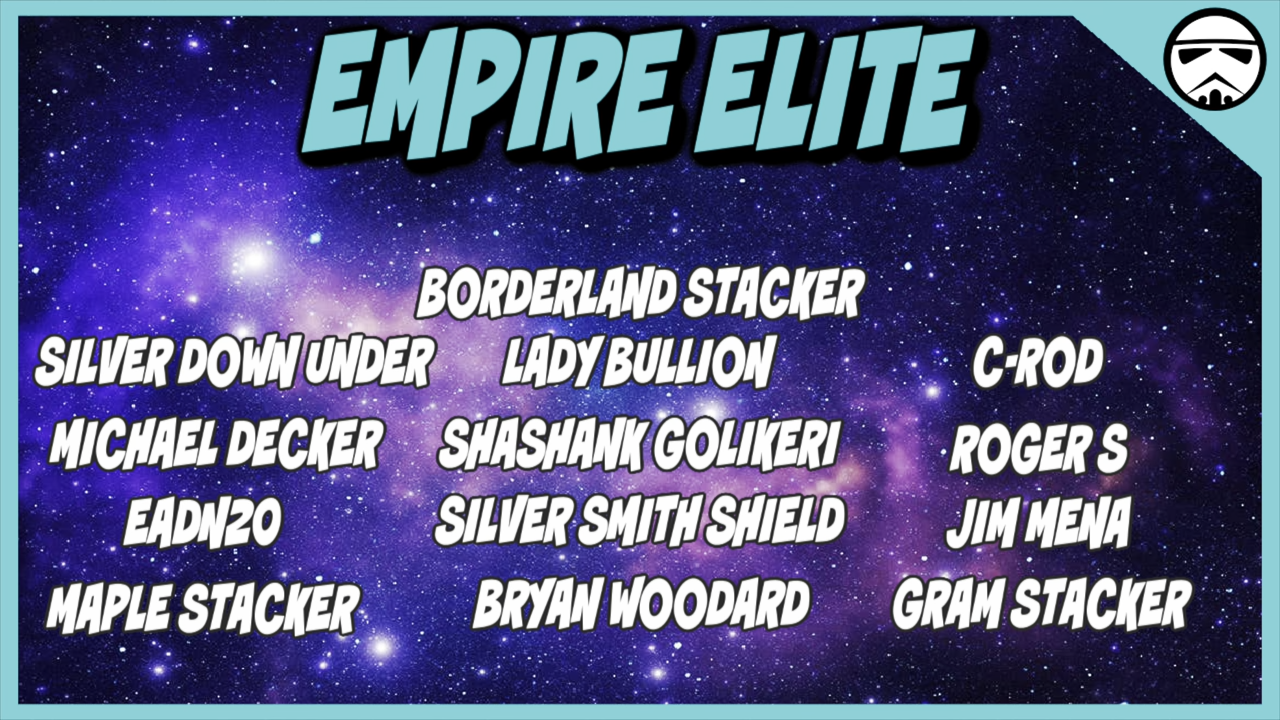 EMPIRE ELITE
BORDERLAND STACKER
SILVER DOWN UNDER LADY BULLION C-ROD
MICHAEL DECKER SHASHANK GOLIKERI ROGER S
EADN20 SILVER SMITH SHIELD JIM MENA
MAPLE STACKER BRYAN WOODARD GRAM STACKER